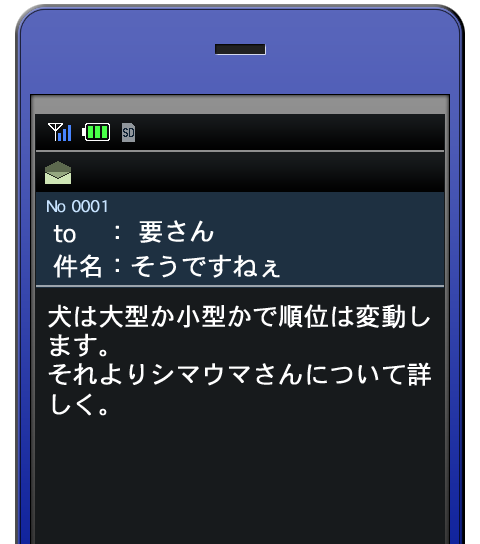 SD
No 0001
to ： 要さん
件名：そうですねぇ
犬は大型か小型かで順位は変動し
ます。
それよりシマウマさんについて詳
しく。